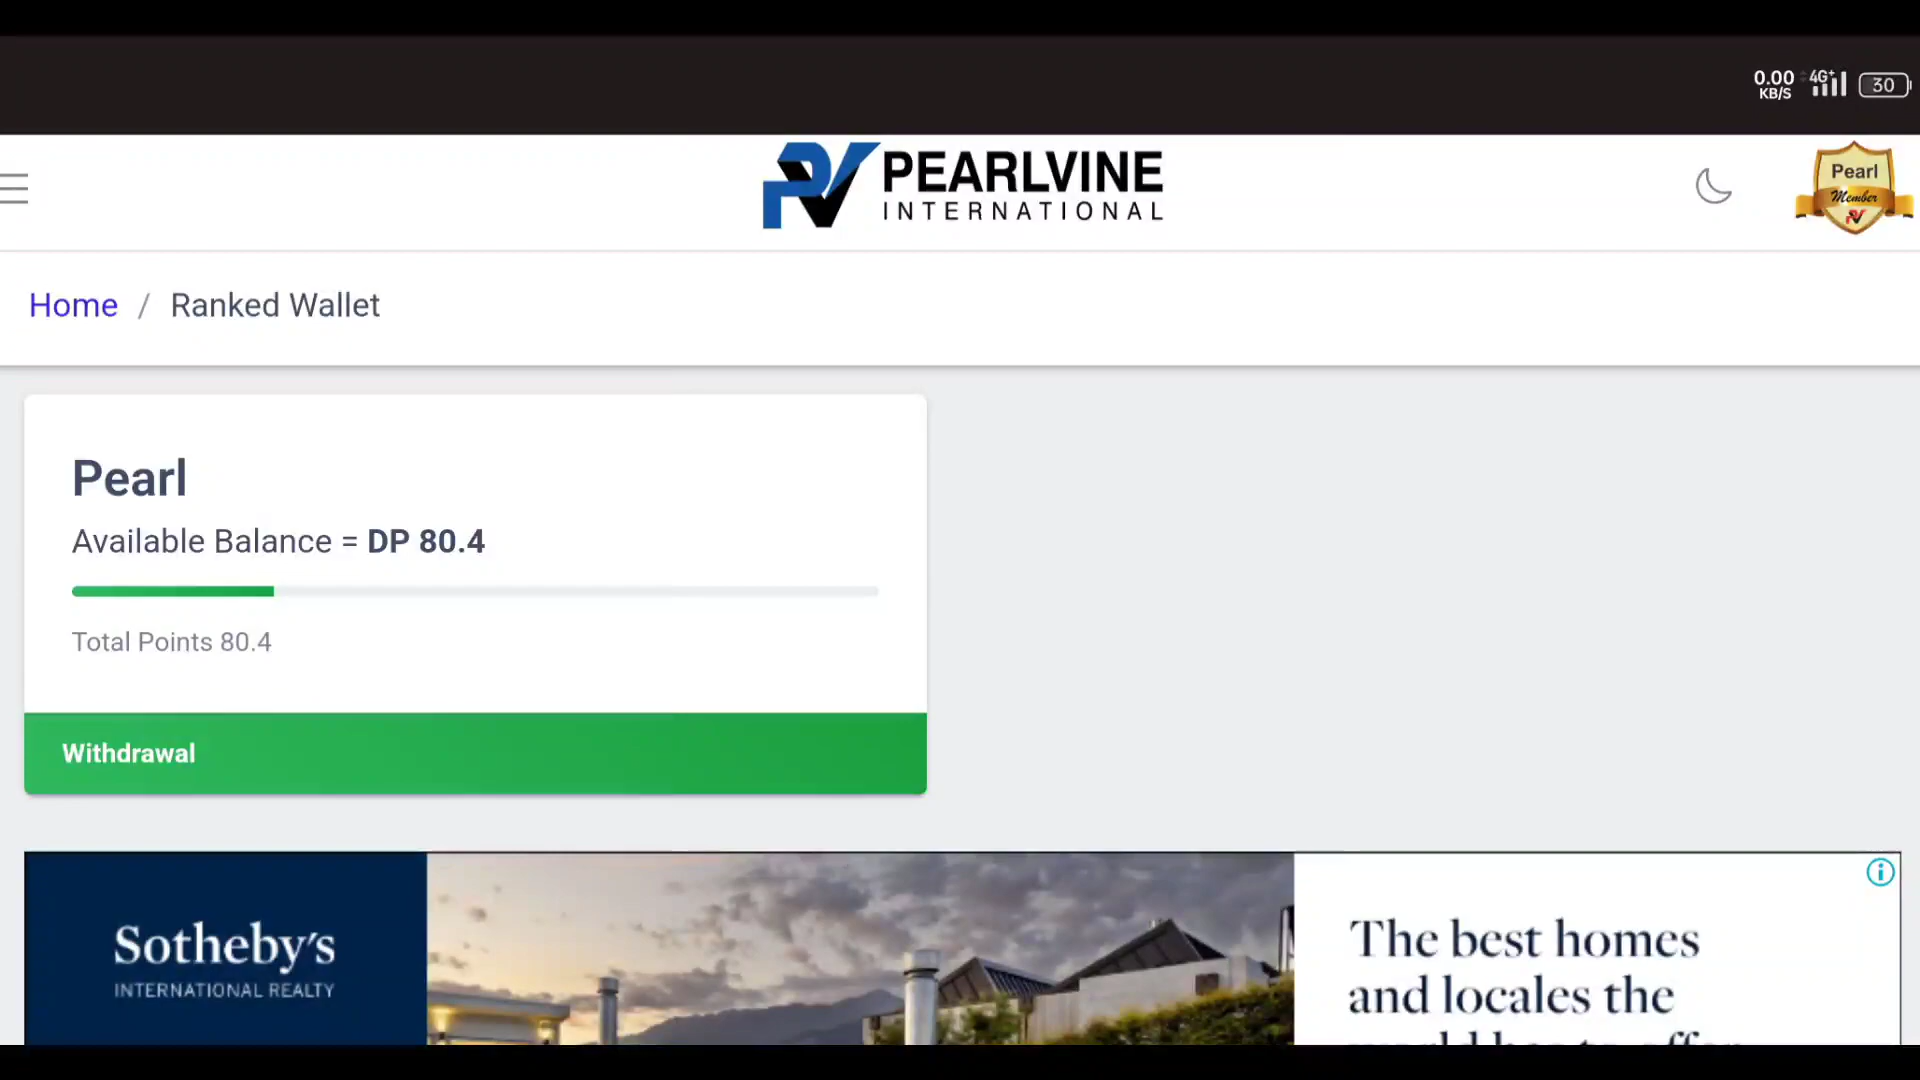 0.00
KB/S
4G+
30
PEARLVINE
INTERNATIONAL
Pearl
Member
Home / Ranked Wallet
Pearl
Available Balance = DP 80.4
Total Points 80.4
Withdrawal
Sotheby's
INTERNATIONAL REALTY
The best homes
and locales the